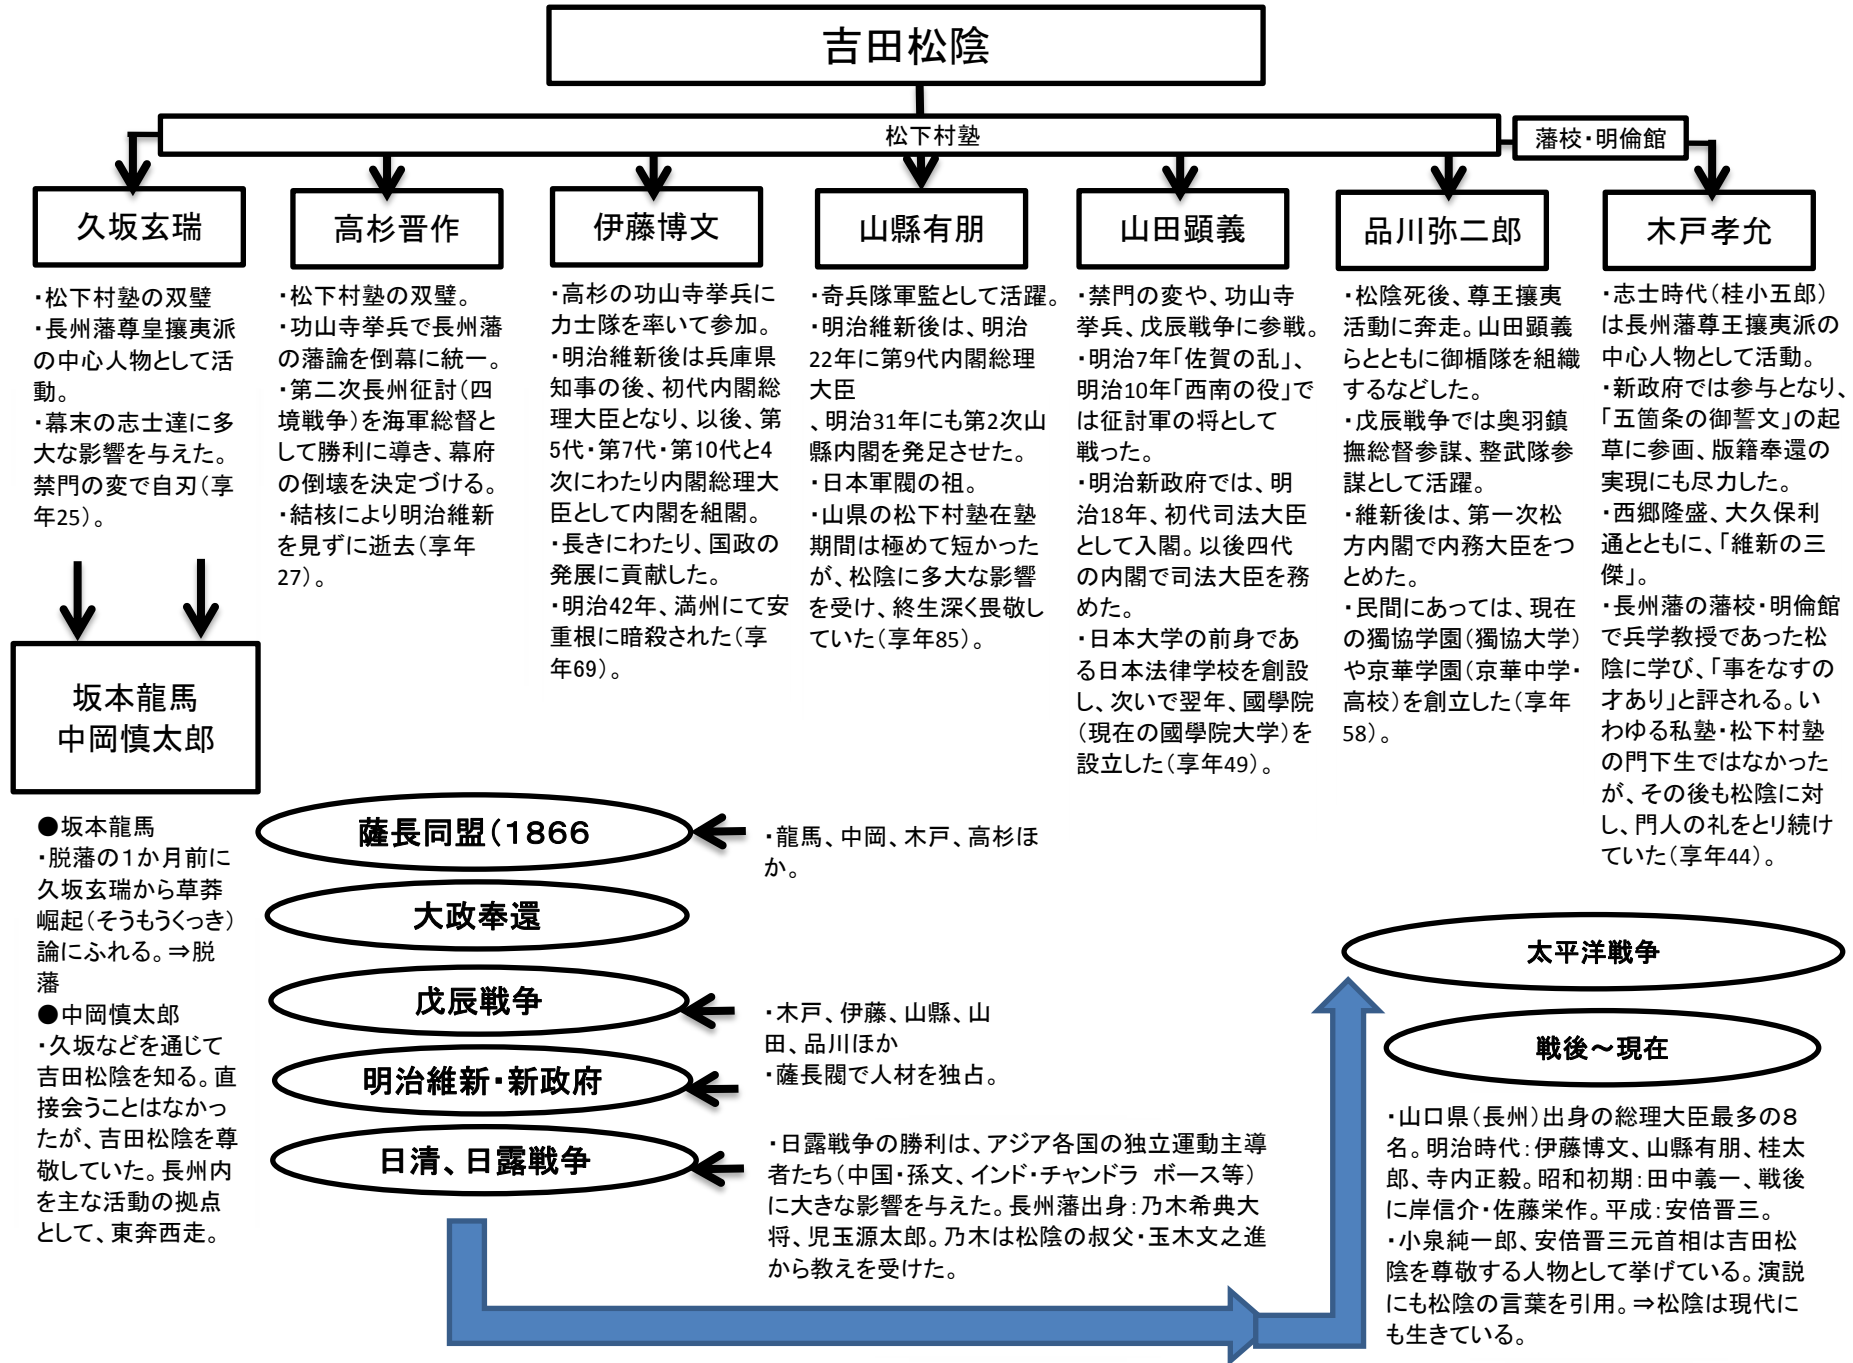 吉田松陰
松下村塾
藩校・明倫館
久坂玄瑞
高杉晋作
伊藤博文
山縣有朋
山田顕義
品川弥二郎
木戸孝允
・松下村塾の双璧
・長州藩尊皇攘夷派
の中心人物として活
動。
・幕末の志士達に多
大な影響を与えた。
禁門の変で自刃(享
年25)。
・松下村塾の双璧。
・功山寺挙兵で長州藩
の藩論を倒幕に統一。
・第二次長州征討(四
境戦争)を海軍総督と
して勝利に導き、幕府
の倒壊を決定づける。
・結核により明治維新
を見ずに逝去(享年
27)。
・高杉の功山寺挙兵に
力士隊を率いて参加。
・明治維新後は兵庫県
知事の後、初代内閣総
理大臣となり、以後、第
5代・第7代・第10代と4
次にわたり内閣総理大
臣として内閣を組閣。
・長きにわたり、国政の
発展に貢献した。
・明治42年、満州にて安
重根に暗殺された(享
年69)。
・奇兵隊軍監として活躍。
・明治維新後は、明治
22年に第9代内閣総理
大臣
、明治31年にも第2次山
縣内閣を発足させた。
・日本軍閥の祖。
・山県の松下村塾在塾
期間は極めて短かった
が、松陰に多大な影響
を受け、終生深く畏敬し
ていた(享年85)。
・禁門の変や、功山寺
挙兵、戊辰戦争に参戦。
・明治7年「佐賀の乱」、
明治10年「西南の役」で
は征討軍の将として
戦った。
・明治新政府では、明
治18年、初代司法大臣
として入閣。以後四代
の内閣で司法大臣を務
めた。
・日本大学の前身であ
る日本法律学校を創設
し、次いで翌年、國學院
(現在の國學院大学)を
設立した(享年49)。
・松陰死後、尊王攘夷
活動に奔走。山田顕義
らとともに御楯隊を組織
するなどした。
・戊辰戦争では奥羽鎮
撫総督参謀、整武隊参
謀として活躍。
・維新後は、第一次松
方内閣で内務大臣をつ
とめた。
・民間にあっては、現在
の獨協学園(獨協大学)
や京華学園(京華中学・
高校)を創立した(享年
58)。
・志士時代(桂小五郎)
は長州藩尊王攘夷派の
中心人物として活動。
・新政府では参与となり、
「五箇条の御誓文」の起
草に参画、版籍奉還の
実現にも尽力した。
・西郷隆盛、大久保利
通とともに、「維新の三
傑」。
・長州藩の藩校・明倫館
で兵学教授であった松
陰に学び、「事をなすの
才あり」と評される。い
わゆる私塾・松下村塾
の門下生ではなかった
が、その後も松陰に対
し、門人の礼をとり続け
ていた(享年44)。
坂本龍馬
中岡慎太郎
●坂本龍馬
・脱藩の1か月前に
久坂玄瑞から草莽
崛起(そうもうくっき)
論にふれる。⇒脱
藩
●中岡慎太郎
・久坂などを通じて
吉田松陰を知る。直
接会うことはなかっ
たが、吉田松陰を尊
敬していた。長州内
を主な活動の拠点
として、東奔西走。
薩長同盟(1866
・龍馬、中岡、木戸、高杉ほ
か。
大政奉還
戊辰戦争
・木戸、伊藤、山縣、山
田、品川ほか
・薩長閥で人材を独占。
明治維新・新政府
日清、日露戦争
・日露戦争の勝利は、アジア各国の独立運動主導
者たち(中国・孫文、インド・チャンドラ ボース等)
に大きな影響を与えた。長州藩出身:乃木希典大
将、児玉源太郎。乃木は松陰の叔父・玉木文之進
から教えを受けた。
太平洋戦争
戦後~現在
・山口県(長州)出身の総理大臣最多の8
名。明治時代:伊藤博文、山縣有朋、桂太
郎、寺内正毅。昭和初期:田中義一、戦後
に岸信介・佐藤栄作。平成:安倍晋三。
・小泉純一郎、安倍晋三元首相は吉田松
陰を尊敬する人物として挙げている。演説
にも松陰の言葉を引用。⇒松陰は現代に
も生きている。